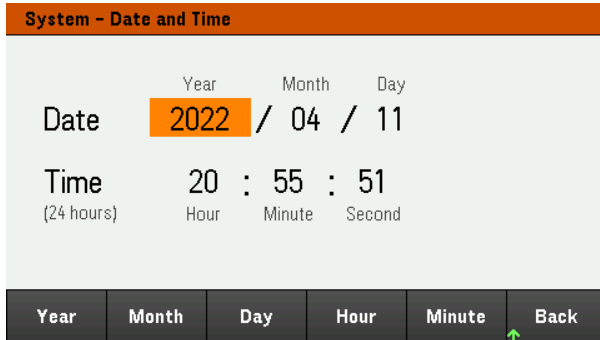 System – Date and Time
Year Month Day
Date 2022 / 04 / 11
Time 20 : 55 : 51
(24 hours) Hour Minute Second
Year Month Day Hour Minute Back